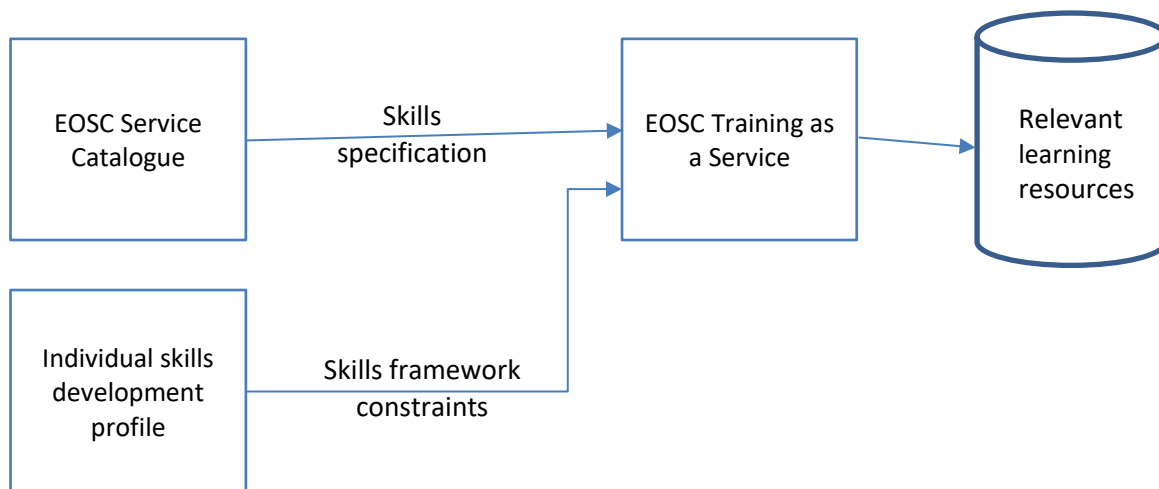 EOSC Service
Catalogue
Skills
specification
EOSC Training as
a Service
Relevant
learning
resources
Individual skills
development
profile
Skills framework
constraints